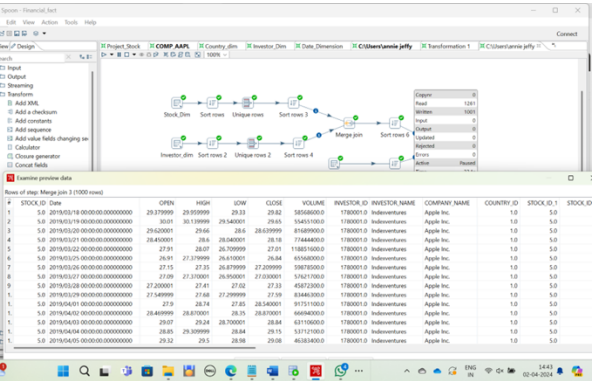 Spoon - Financial_fact
Edit View Action Tools Help
Connect
View Design
Project_Stock COMP_AAPL Country_dim Investor_Dim Date_Dimension C:\Users\annie jeffy Transformation 1 C:\Users\annie jeffy
100%
Input
Output
Streaming
Transform
Add XML
Add a checksum
Add constants
Add sequence
Add value fields changing se
Calculator
Closure generator
Concat fields
Stock_Dim Sort rows Unique rows Sort rows 3
Merge join Sort rows 6
Investor_dim Sort rows 2 Unique rows 2 Sort rows 4
Copynr 0
Read 1261
Written 1001
Input 0
Output 0
Updated 0
Rejected 0
Errors 0
Active Paused
Examine preview data
Rows of step: Merge join 3 (1000 rows)
# STOCK_ID Date OPEN HIGH LOW CLOSE VOLUME INVESTOR_ID INVESTOR_NAME COMPANY_NAME COUNTRY_ID STOCK_ID_1 STOCK_ID
1 5.0 2019/03/18 00:00:00.000000000 29.379999 29.959999 29.33 29.82 58568600.0 1780001.0 Indexventures Apple Inc. 1.0 5.0
2 5.0 2019/03/19 00:00:00.000000000 30.01 30.139999 29.540001 29.65 55455100.0 1780001.0 Indexventures Apple Inc. 1.0 5.0
3 5.0 2019/03/20 00:00:00.000000000 29.620001 29.66 28.6 28.639999 81689900.0 1780001.0 Indexventures Apple Inc. 1.0 5.0
4 5.0 2019/03/21 00:00:00.000000000 28.450001 28.6 28.040001 28.18 77444400.0 1780001.0 Indexventures Apple Inc. 1.0 5.0
5 5.0 2019/03/22 00:00:00.000000000 27.91 28.07 26.709999 27.01 118851600.0 1780001.0 Indexventures Apple Inc. 1.0 5.0
6 5.0 2019/03/25 00:00:00.000000000 26.91 27.379999 26.610001 26.84 65568000.0 1780001.0 Indexventures Apple Inc. 1.0 5.0
7 5.0 2019/03/26 00:00:00.000000000 27.15 27.35 26.879999 27.209999 59878500.0 1780001.0 Indexventures Apple Inc. 1.0 5.0
8 5.0 2019/03/27 00:00:00.000000000 27.09 27.370001 26.950001 27.030001 57621700.0 1780001.0 Indexventures Apple Inc. 1.0 5.0
9 5.0 2019/03/28 00:00:00.000000000 27.200001 27.41 27.02 27.33 45872300.0 1780001.0 Indexventures Apple Inc. 1.0 5.0
1. 5.0 2019/03/29 00:00:00.000000000 27.549999 27.68 27.299999 27.59 83446300.0 1780001.0 Indexventures Apple Inc. 1.0 5.0
1. 5.0 2019/04/01 00:00:00.000000000 27.9 28.74 27.85 28.540001 91751100.0 1780001.0 Indexventures Apple Inc. 1.0 5.0
1. 5.0 2019/04/02 00:00:00.000000000 28.469999 28.870001 28.35 28.870001 66694000.0 1780001.0 Indexventures Apple Inc. 1.0 5.0
1. 5.0 2019/04/03 00:00:00.000000000 29.07 29.24 28.700001 28.84 63110600.0 1780001.0 Indexventures Apple Inc. 1.0 5.0
1. 5.0 2019/04/04 00:00:00.000000000 28.85 29.309999 28.84 29.15 53712100.0 1780001.0 Indexventures Apple Inc. 1.0 5.0
1. 5.0 2019/04/05 00:00:00.000000000 29.32 29.5 28.98 29.08 46383400.0 1780001.0 Indexventures Apple Inc. 1.0 5.0
ENG
IN
14:43
02-04-2024